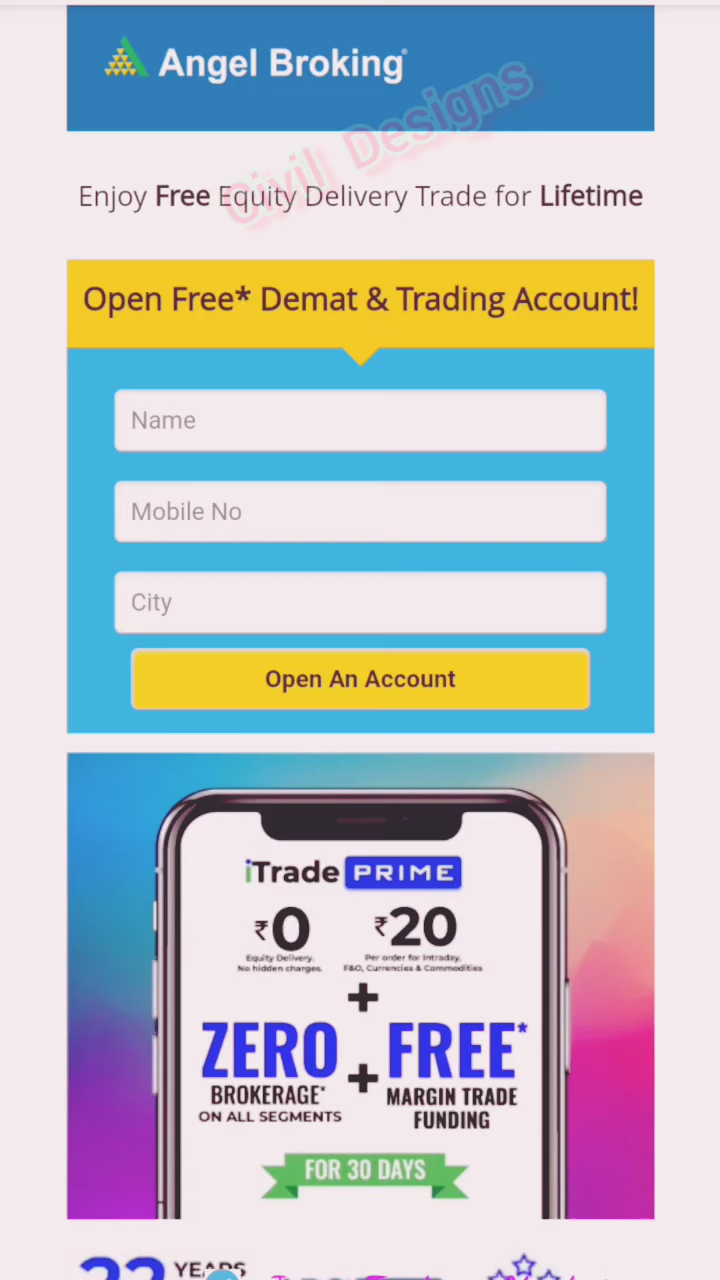 Angel Broking
Civil Designs
Enjoy Free Equity Delivery Trade for Lifetime
Open Free* Demat & Trading Account!
Name
Mobile No
City
Open An Account
iTrade PRIME
₹0 ₹20
Equity Delivery. Per order for Intraday,
No hidden charges. F&O, Currencies & Commodities
+
ZERO + FREE*
BROKERAGE* MARGIN TRADE
ON ALL SEGMENTS FUNDING
FOR 30 DAYS
YEARS